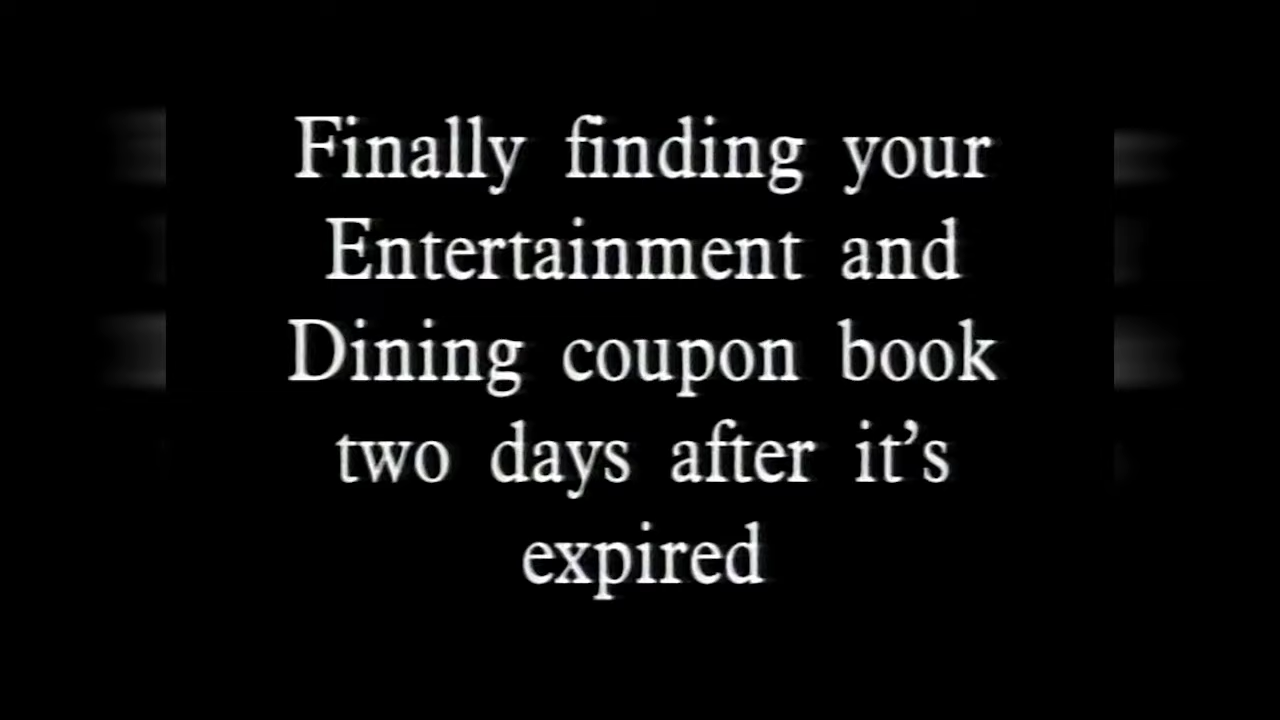 Finally finding your
Entertainment and
Dining coupon book
two days after it’s
expired